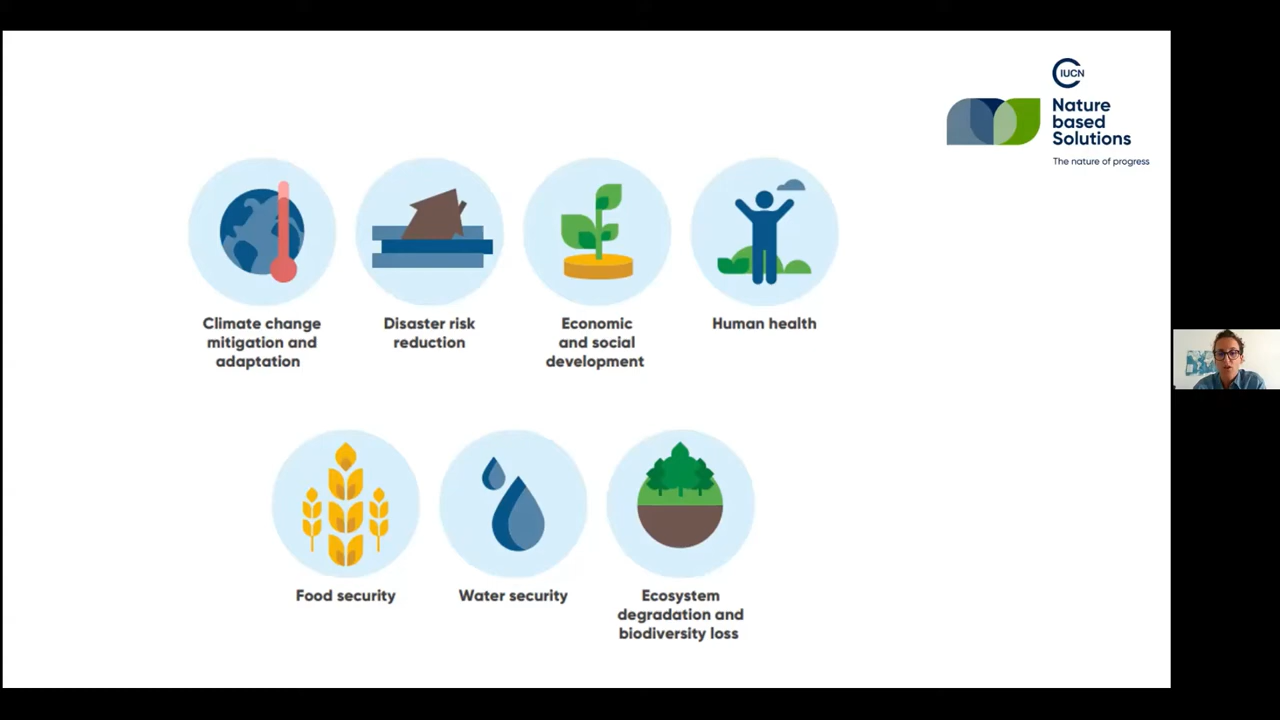 IUCN
Nature
based
Solutions
The nature of progress
Climate change
mitigation and
adaptation
Disaster risk
reduction
Economic
and social
development
Human health
Food security
Water security
Ecosystem
degradation and
biodiversity loss